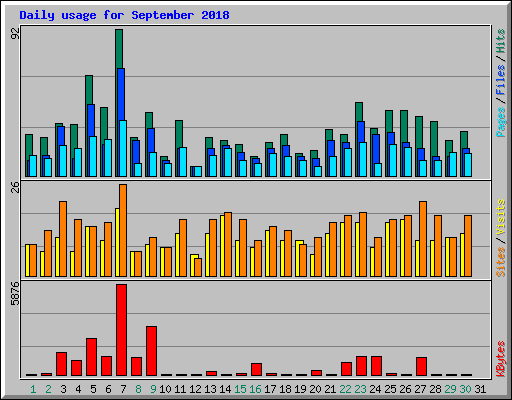 Daily usage for September 2018
92
26
5876
Pages / Files / Hits
Sites / Visits
KBytes
1 2 3 4 5 6 7 8 9 10 11 12 13 14 15 16 17 18 19 20 21 22 23 24 25 26 27 28 29 30 31